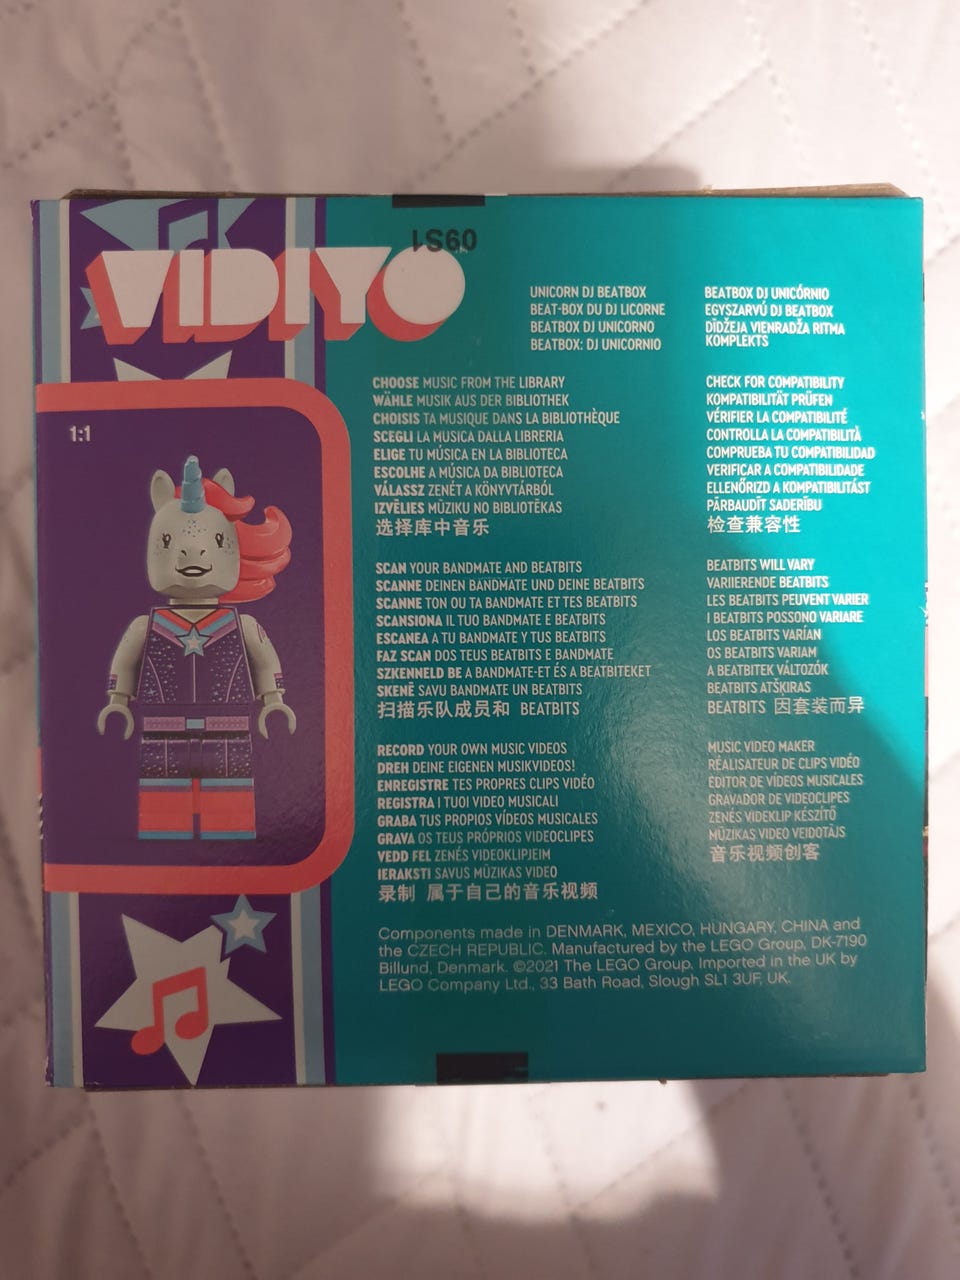 VIDIYO
09S1
UNICORN DJ BEATBOX
BEAT-BOX DU DJ LICORNE
BEATBOX DJ UNICORNO
BEATBOX: DJ UNICORNIO
BEATBOX DJ UNICÓRNIO
EGYSZARVÚ DJ BEATBOX
DĪDŽEJA VIENRADŽA RITMA
KOMPLEKTS
1:1
CHOOSE MUSIC FROM THE LIBRARY
WÄHLE MUSIK AUS DER BIBLIOTHEK
CHOISIS TA MUSIQUE DANS LA BIBLIOTHÈQUE
SCEGLI LA MUSICA DALLA LIBRERIA
ELIGE TU MÚSICA EN LA BIBLIOTECA
ESCOLHE A MÚSICA DA BIBLIOTECA
VÁLASSZ ZENÉT A KÖNYVTÁRBÓL
IZVĒLIES MŪZIKU NO BIBLIOTĒKAS
选择库中音乐
CHECK FOR COMPATIBILITY
KOMPATIBILITÄT PRÜFEN
VÉRIFIER LA COMPATIBILITÉ
CONTROLLA LA COMPATIBILITÀ
COMPRUEBA TU COMPATIBILIDAD
VERIFICAR A COMPATIBILIDADE
ELLENŐRIZD A KOMPATIBILITÁST
PĀRBAUDĪT SADERĪBU
检查兼容性
SCAN YOUR BANDMATE AND BEATBITS
SCANNE DEINEN BANDMATE UND DEINE BEATBITS
SCANNE TON OU TA BANDMATE ET TES BEATBITS
SCANSIONA IL TUO BANDMATE E BEATBITS
ESCANEA A TU BANDMATE Y TUS BEATBITS
FAZ SCAN DOS TEUS BEATBITS E BANDMATE
SZKENNELD BE A BANDMATE-ET ÉS A BEATBITEKET
SKENĒ SAVU BANDMATE UN BEATBITS
扫描乐队成员和 BEATBITS
BEATBITS WILL VARY
VARIIERENDE BEATBITS
LES BEATBITS PEUVENT VARIER
I BEATBITS POSSONO VARIARE
LOS BEATBITS VARÍAN
OS BEATBITS VARIAM
A BEATBITEK VÁLTOZÓK
BEATBITS ATŠĶIRAS
BEATBITS 因套装而异
RECORD YOUR OWN MUSIC VIDEOS
DREH DEINE EIGENEN MUSIKVIDEOS!
ENREGISTRE TES PROPRES CLIPS VIDÉO
REGISTRA I TUOI VIDEO MUSICALI
GRABA TUS PROPIOS VÍDEOS MUSICALES
GRAVA OS TEUS PRÓPRIOS VIDEOCLIPES
VEDD FEL ZENÉS VIDEOKLIPJEIM
IERAKSTI SAVUS MŪZIKAS VIDEO
录制 属于自己的音乐视频
MUSIC VIDEO MAKER
RÉALISATEUR DE CLIPS VIDÉO
EDITOR DE VÍDEOS MUSICALES
GRAVADOR DE VIDEOCLIPES
ZENÉS VIDEKLIP KÉSZÍTŐ
MŪZIKAS VIDEO VEIDOTĀJS
音乐视频创客
Components made in DENMARK, MEXICO, HUNGARY, CHINA and
the CZECH REPUBLIC. Manufactured by the LEGO Group, DK-7190
Billund, Denmark. ©2021 The LEGO Group. Imported in the UK by
LEGO Company Ltd., 33 Bath Road, Slough SL1 3UF, UK.